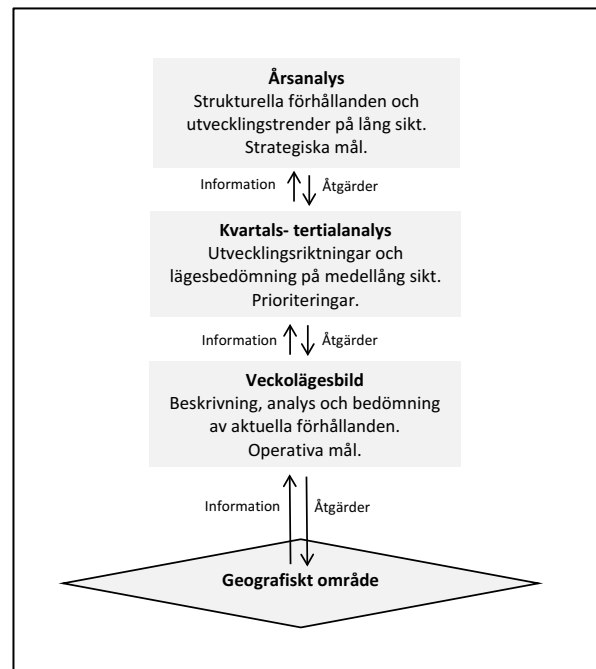 Årsanalys
Strukturella förhållanden och
utvecklingstrender på lång sikt.
Strategiska mål.
Information Åtgärder
Kvartals- tertialanalys
Utvecklingsriktningar och
lägesbedömning på medellång sikt.
Prioriteringar.
Information Åtgärder
Veckolägesbild
Beskrivning, analys och bedömning
av aktuella förhållanden.
Operativa mål.
Information Åtgärder
Geografiskt område